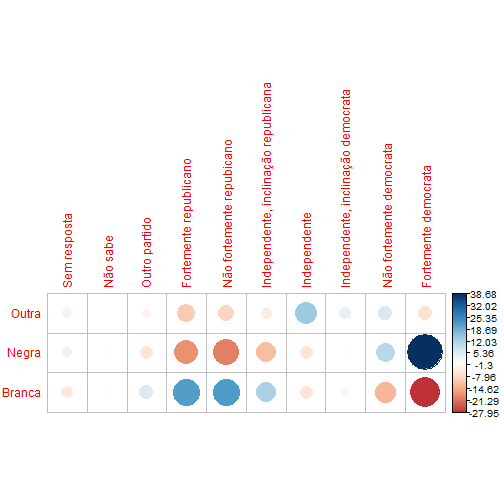 Sem resposta
Não sabe
Outro partido
Fortemente republicano
Não fortemente republicano
Independente, inclinação republicana
Independente
Independente, inclinação democrata
Não fortemente democrata
Fortemente democrata
Outra
Negra
Branca
38.68
32.02
25.35
18.69
12.03
5.36
-1.3
-7.96
-14.62
-21.29
-27.95